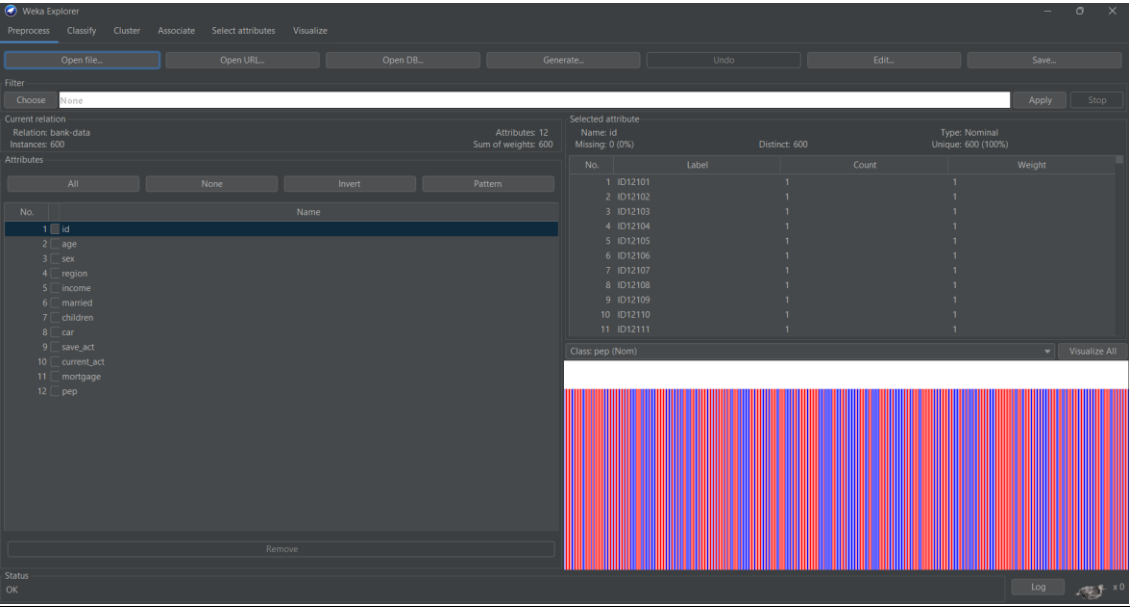 Weka Explorer
Preprocess Classify Cluster Associate Select attributes Visualize
Open file... Open URL... Open DB... Generate... Undo Edit... Save...
Filter
Choose None Apply Stop
Current relation
Relation: bank-data Attributes: 12
Instances: 600 Sum of weights: 600
Attributes
All None Invert Pattern
No. Name
1 id
2 age
3 sex
4 region
5 income
6 married
7 children
8 car
9 save_act
10 current_act
11 mortgage
12 pep
Remove
Selected attribute
Name: id Type: Nominal
Missing: 0 (0%) Distinct: 600 Unique: 600 (100%)
No. Label Count Weight
1 ID12101 1 1
2 ID12102 1 1
3 ID12103 1 1
4 ID12104 1 1
5 ID12105 1 1
6 ID12106 1 1
7 ID12107 1 1
8 ID12108 1 1
9 ID12109 1 1
10 ID12110 1 1
11 ID12111 1 1
Class: pep (Nom) Visualize All
Status
OK Log x 0